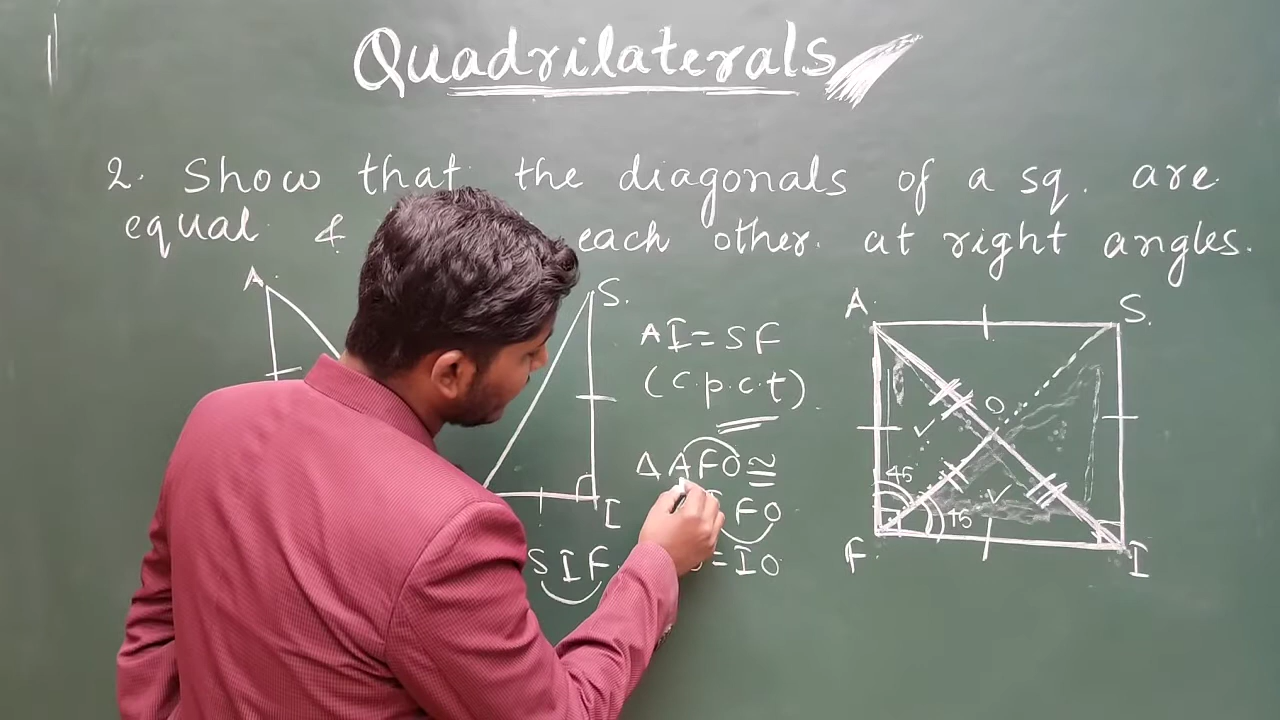 Quadrilaterals
2. Show that the diagonals of a sq. are
equal & each other at right angles.
A
S.
I
AI = SF
(c.p.c.t)
Δ AFO ≅
FO
= IO
SIF
A
S.
O
45
45
F
I